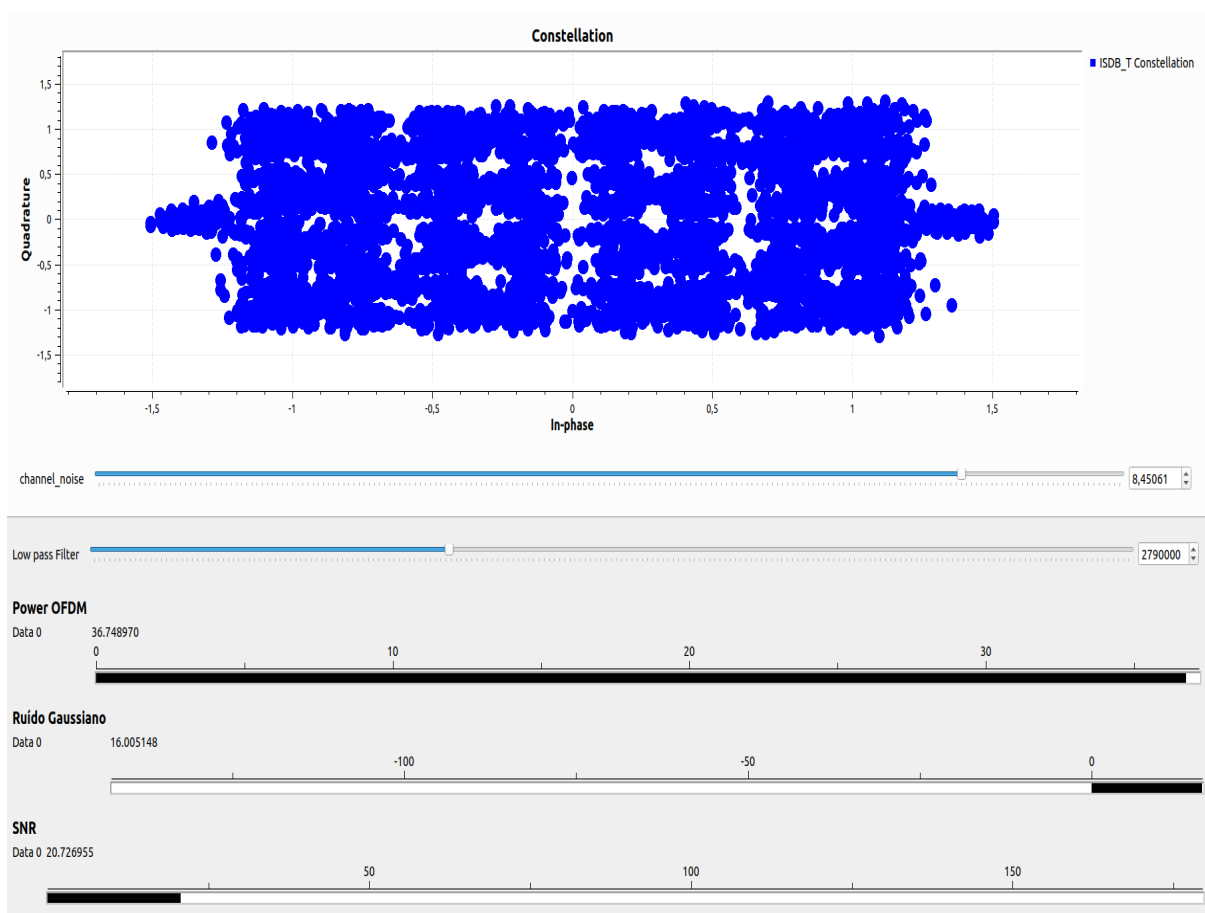 Constellation
ISDB_T Constellation
Quadrature
1,5
1
0,5
0
-0,5
-1
-1,5
-1,5 -1 -0,5 0 0,5 1 1,5
In-phase
channel_noise 8,45061
Low pass Filter 2790000
Power OFDM
Data 0 36.748970
0 10 20 30
Ruído Gaussiano
Data 0 16.005148
-100 -50 0
SNR
Data 0 20.726955
50 100 150